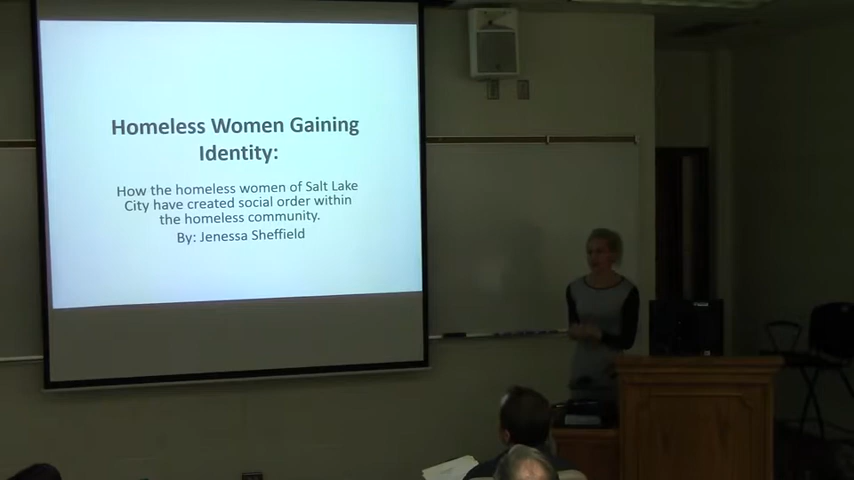 Homeless Women Gaining
Identity:
How the homeless women of Salt Lake
City have created social order within
the homeless community.
By: Jenessa Sheffield